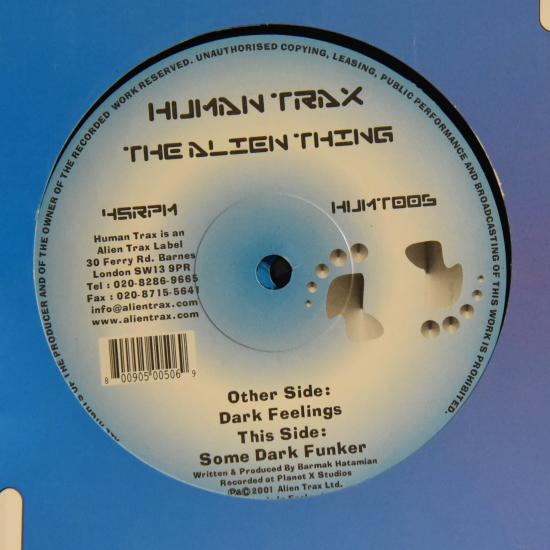 WORK RESERVED. UNAUTHORISED COPYING, LEASING, PUBLIC PERFORMANCE AND BROADCASTING OF THIS WORK IS PROHIBITED.
OF THE PRODUCER AND OF THE OWNER OF THE RECORDED
HUMAN TRAX
THE ALIEN THING
45RPM
HUMT005
Human Trax is an
Alien Trax Label
30 Ferry Rd. Barnes
London SW13 9PR
Tel : 020-8286-9665
Fax : 020-8715-5641
info@alientrax.com
www.alientrax.com
8 00905 00506 9
Other Side:
Dark Feelings
This Side:
Some Dark Funker
Written & Produced By Barmak Hatamian
Recorded at Planet X Studios
℗&© 2001 Alien Trax Ltd.